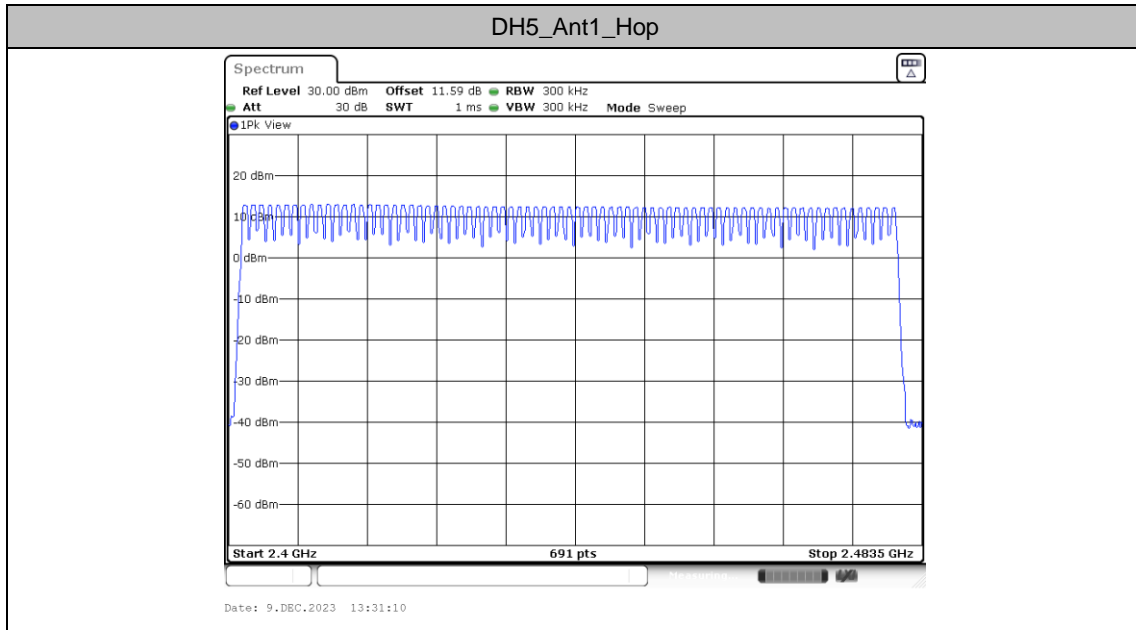 DH5_Ant1_Hop
Spectrum
Ref Level 30.00 dBm Offset 11.59 dB RBW 300 kHz
Att 30 dB SWT 1 ms VBW 300 kHz Mode Sweep
1Pk View
20 dBm
10 dBm
0 dBm
-10 dBm
-20 dBm
-30 dBm
-40 dBm
-50 dBm
-60 dBm
Start 2.4 GHz 691 pts Stop 2.4835 GHz
Measuring...
Date: 9.DEC.2023 13:31:10